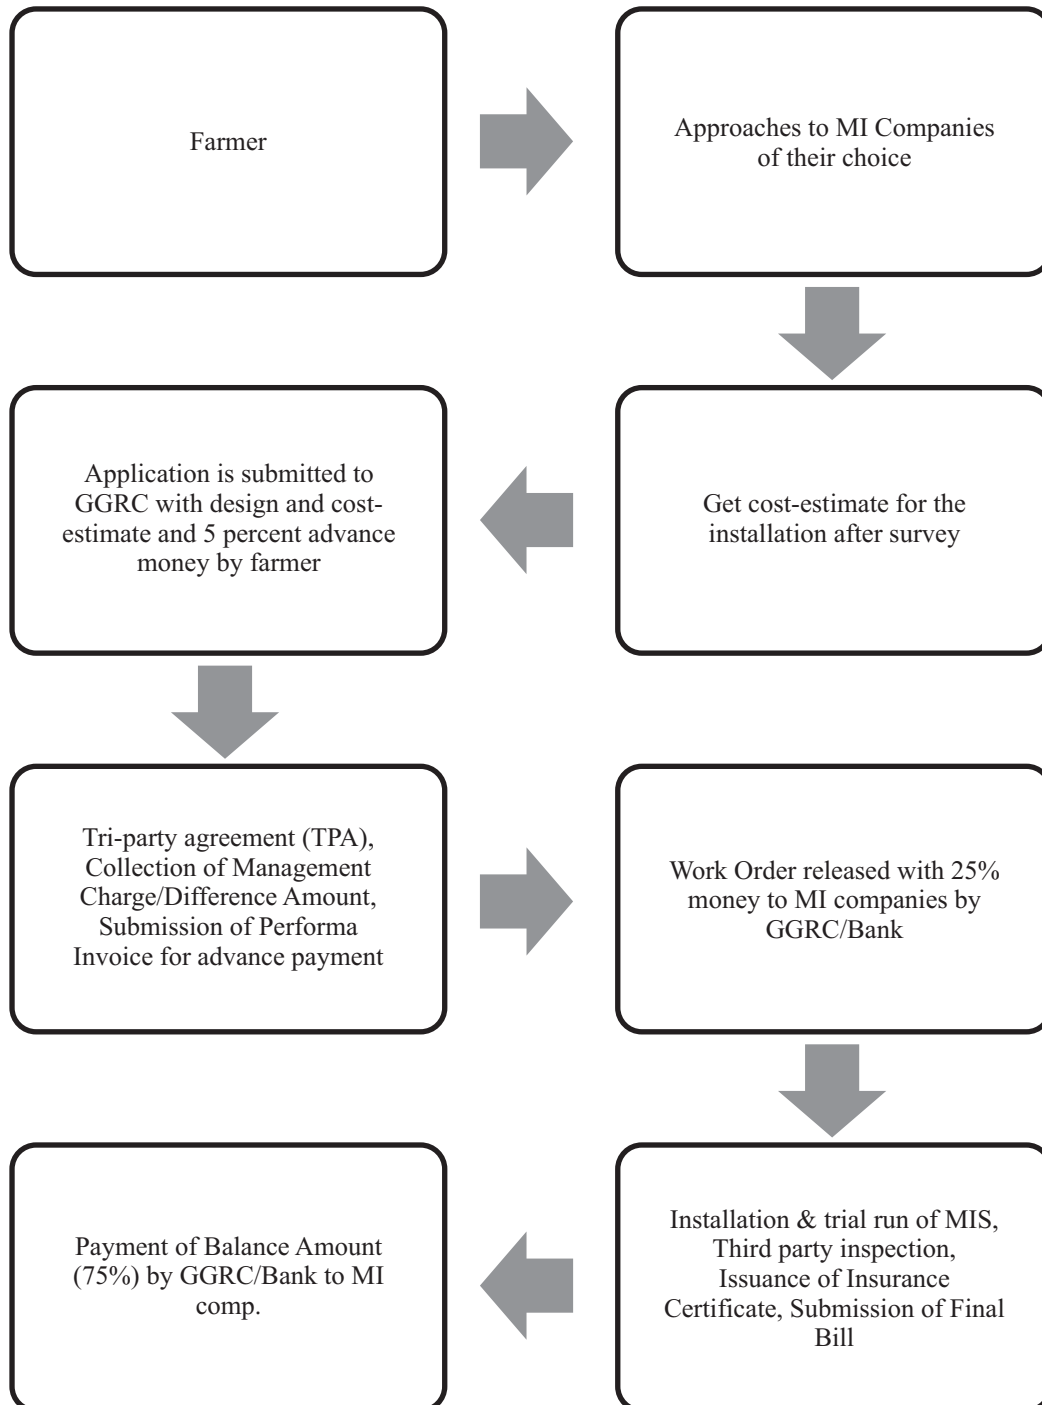 Farmer
Approaches to MI Companies
of their choice
Get cost-estimate for the
installation after survey
Application is submitted to
GGRC with design and cost-
estimate and 5 percent advance
money by farmer
Tri-party agreement (TPA),
Collection of Management
Charge/Difference Amount,
Submission of Performa
Invoice for advance payment
Work Order released with 25%
money to MI companies by
GGRC/Bank
Installation & trial run of MIS,
Third party inspection,
Issuance of Insurance
Certificate, Submission of Final
Bill
Payment of Balance Amount
(75%) by GGRC/Bank to MI
comp.